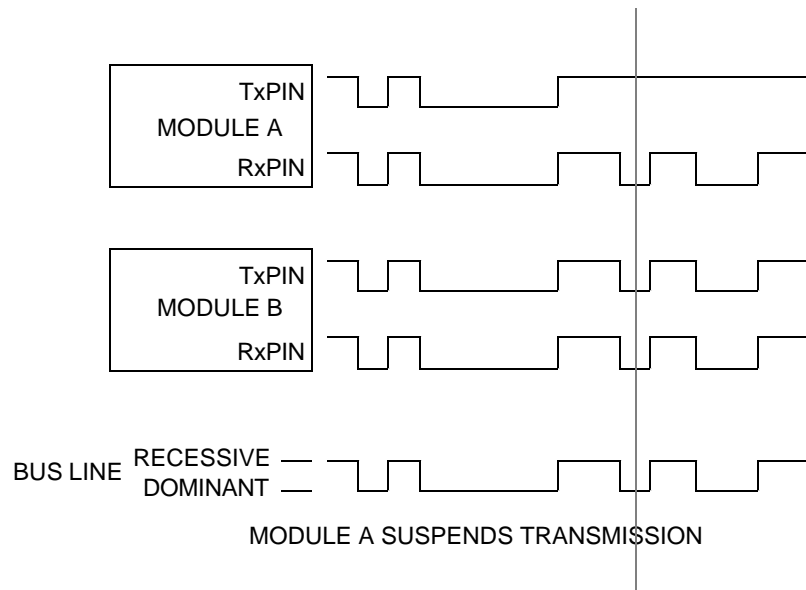 TxPIN
MODULE A
RxPIN
TxPIN
MODULE B
RxPIN
BUS LINE
RECESSIVE
DOMINANT
MODULE A SUSPENDS TRANSMISSION